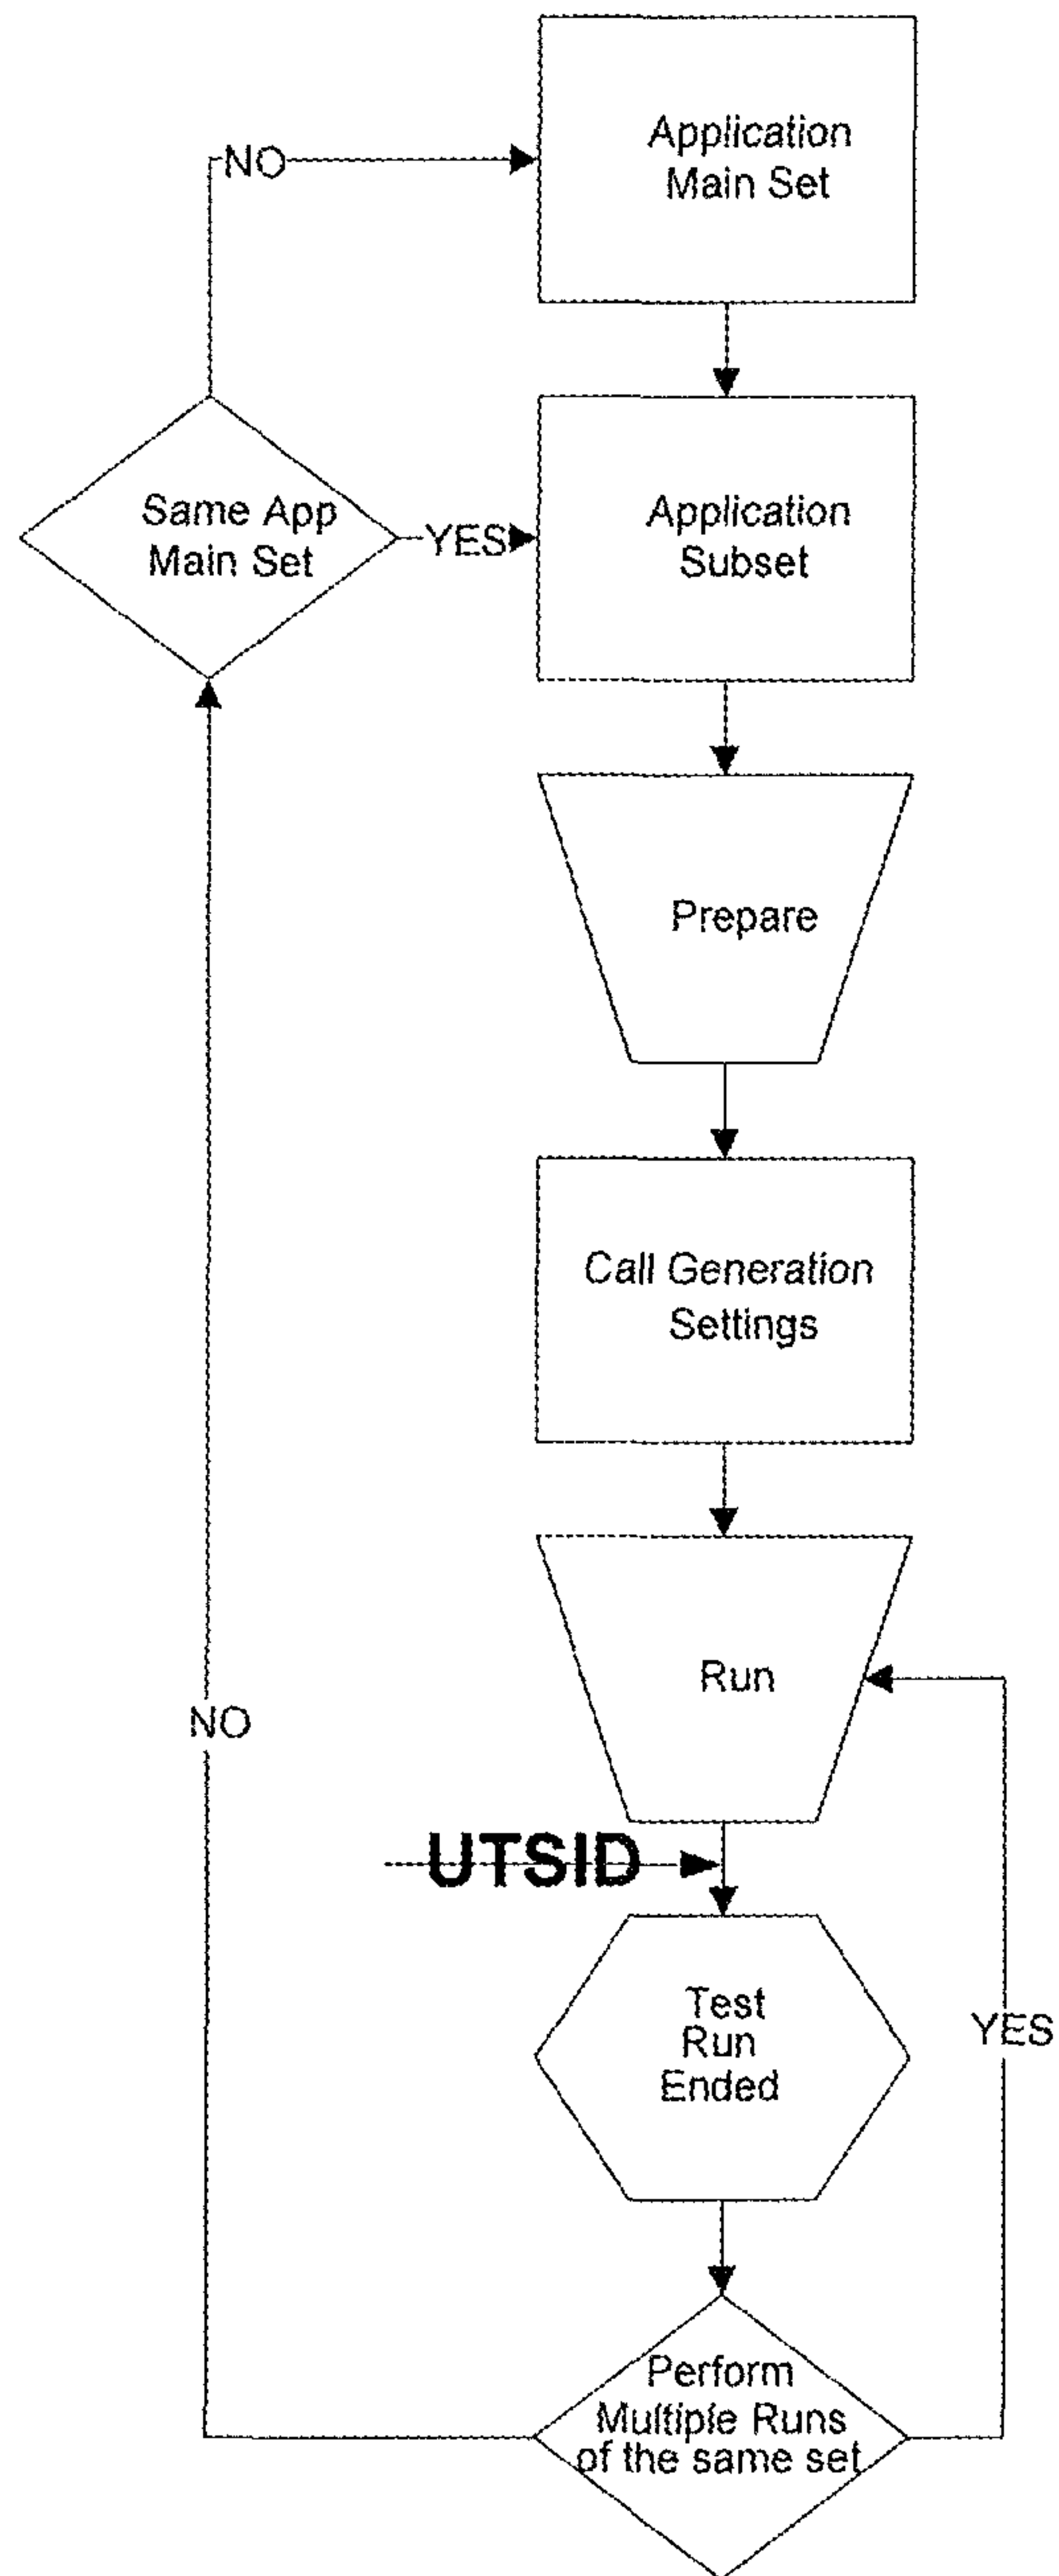 Application
Main Set
NO
Same App
Main Set
YES
Application
Subset
Prepare
Call Generation
Settings
Run
NO
UTSID
Test
Run
Ended
YES
Perform
Multiple Runs
of the same set